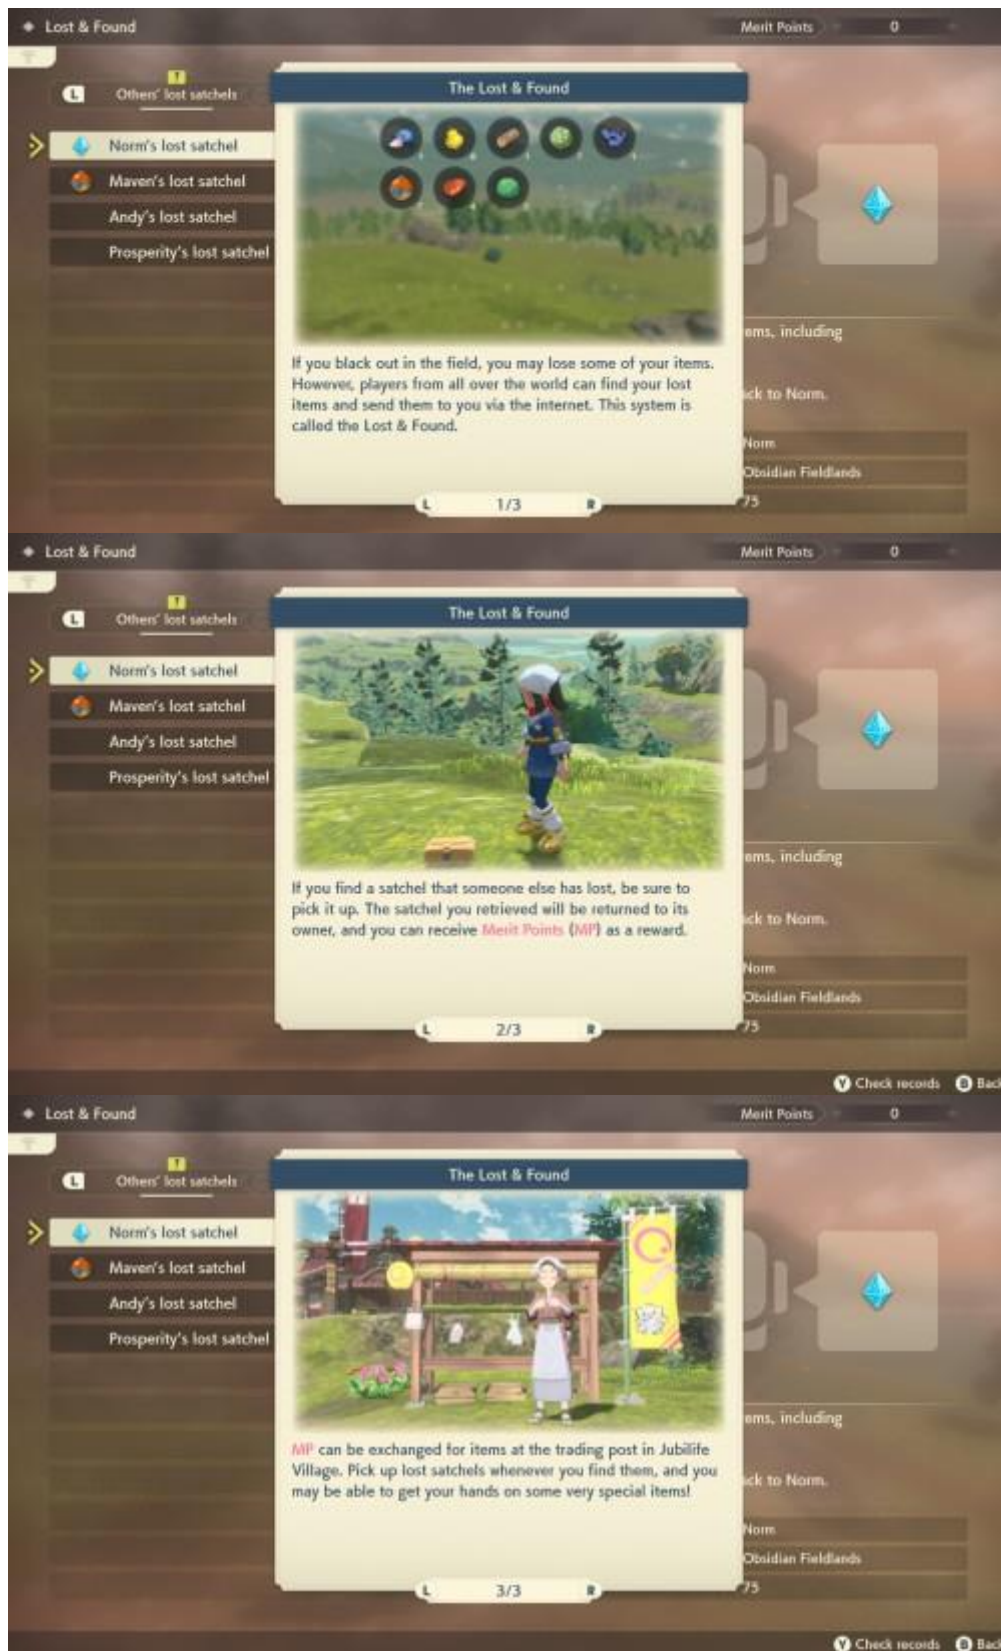 Lost & Found
Merit Points
0
Others' lost satchels
L
Norm's lost satchel
Maven's lost satchel
Andy's lost satchel
Prosperity's lost satchel
The Lost & Found
If you black out in the field, you may lose some of your items.
However, players from all over the world can find your lost
items and send them to you via the internet. This system is
called the Lost & Found.
L
1/3
R
ems, including
ck to Norm.
Norm
Obsidian Fieldlands
75
Lost & Found
Merit Points
0
Others' lost satchels
L
Norm's lost satchel
Maven's lost satchel
Andy's lost satchel
Prosperity's lost satchel
The Lost & Found
If you find a satchel that someone else has lost, be sure to
pick it up. The satchel you retrieved will be returned to its
owner, and you can receive Merit Points (MP) as a reward.
L
2/3
R
ems, including
ck to Norm.
Norm
Obsidian Fieldlands
75
Y Check records
B Back
Lost & Found
Merit Points
0
Others' lost satchels
L
Norm's lost satchel
Maven's lost satchel
Andy's lost satchel
Prosperity's lost satchel
The Lost & Found
MP can be exchanged for items at the trading post in Jubilife
Village. Pick up lost satchels whenever you find them, and you
may be able to get your hands on some very special items!
L
3/3
R
ems, including
ck to Norm.
Norm
Obsidian Fieldlands
75
Y Check records
B Back